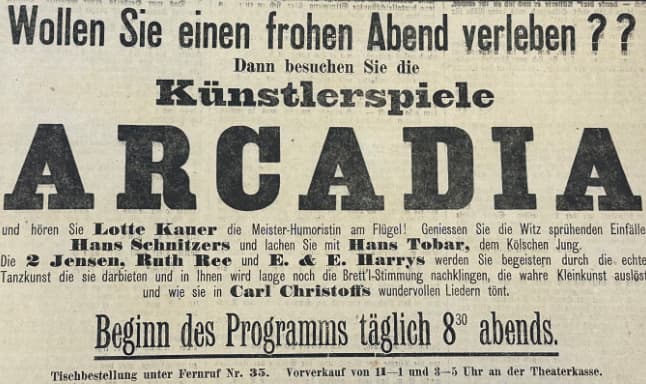 Wollen Sie einen frohen Abend verleben ? ?
Dann besuchen Sie die
Künstlerspiele
ARCADIA
und hören Sie Lotte Kauer die Meister-Humoristin am Flügel! Geniessen Sie die Witz sprühenden Einfälle
Hans Schnitzers und lachen Sie mit Hans Tobar, dem Kölschen Jung.
Die 2 Jensen, Ruth Ree und E. & E. Harrys werden Sie begeistern durch die echte
Tanzkunst die sie darbieten und in Ihnen wird lange noch die Brett'l-Stimmung nachklingen, die wahre Kleinkunst auslöst
und wie sie in Carl Christoffs wundervollen Liedern tönt.
Beginn des Programms täglich 8³⁰ abends.
Tischbestellung unter Fernruf Nr. 35. Vorverkauf von 11—1 und 3—5 Uhr an der Theaterkasse.